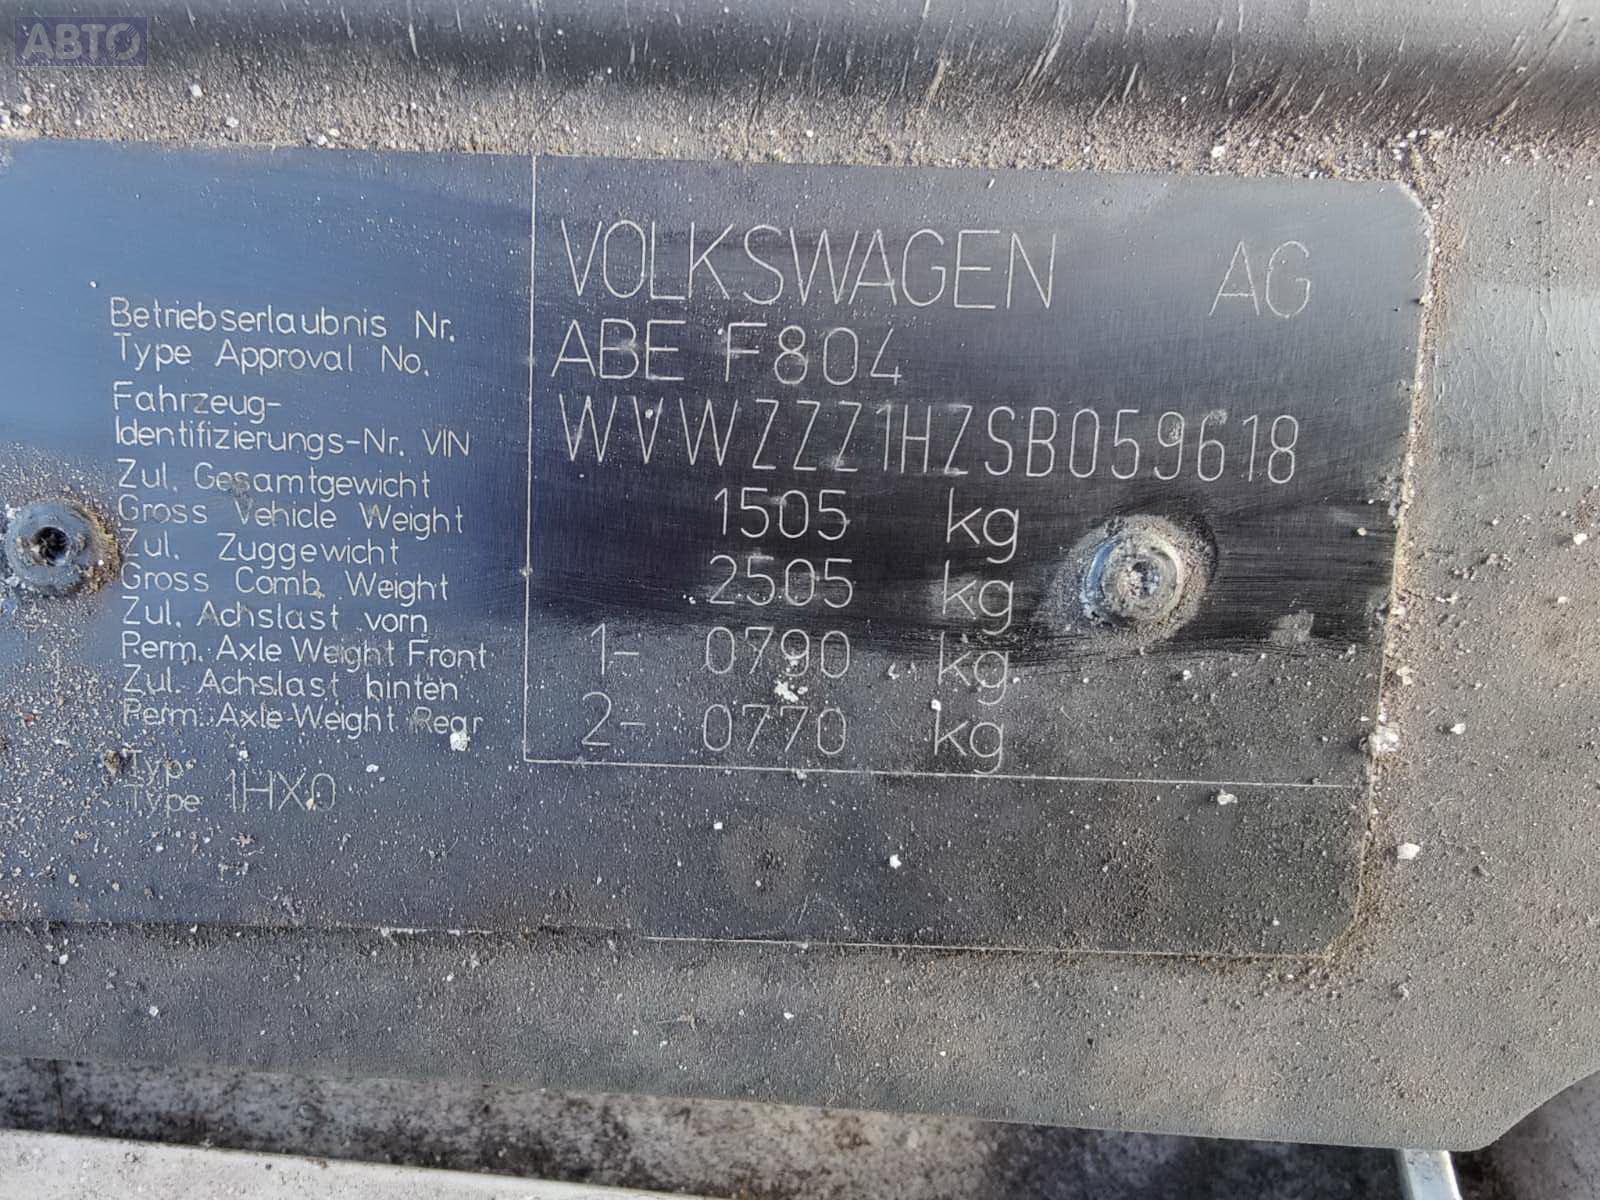 АВТО
VOLKSWAGEN AG
Betriebserlaubnis Nr.
Type Approval No.
ABE F804
Fahrzeug-
Identifizierungs-Nr. VIN
WVWZZZ1HZSB059618
Zul. Gesamtgewicht
Gross Vehicle Weight
1505 kg
Zul. Zuggewicht
Gross Comb. Weight
2505 kg
Zul. Achslast vorn
Perm. Axle Weight Front
1- 0790 kg
Zul. Achslast hinten
Perm. Axle Weight Rear
2- 0770 kg
Typ
Type 1HX0